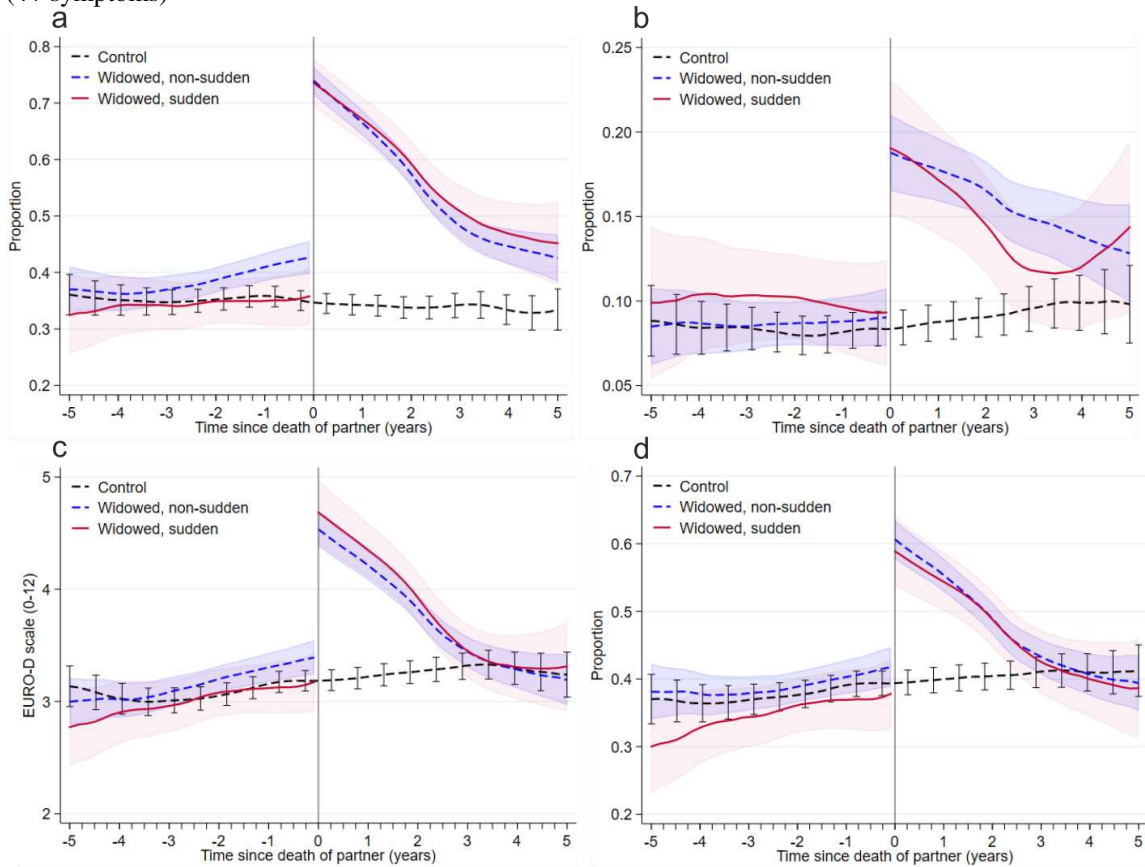 symptoms)
a
0.8
0.7
0.6
0.5
0.4
0.3
0.2
Proportion
Control
Widowed, non-sudden
Widowed, sudden
-5 -4 -3 -2 -1 0 1 2 3 4 5
Time since death of partner (years)
b
0.25
0.20
0.15
0.10
0.05
Proportion
Control
Widowed, non-sudden
Widowed, sudden
-5 -4 -3 -2 -1 0 1 2 3 4 5
Time since death of partner (years)
c
5
4
3
2
EURO-D scale (0-12)
Control
Widowed, non-sudden
Widowed, sudden
-5 -4 -3 -2 -1 0 1 2 3 4 5
Time since death of partner (years)
d
0.7
0.6
0.5
0.4
0.3
0.2
Proportion
Control
Widowed, non-sudden
Widowed, sudden
-5 -4 -3 -2 -1 0 1 2 3 4 5
Time since death of partner (years)